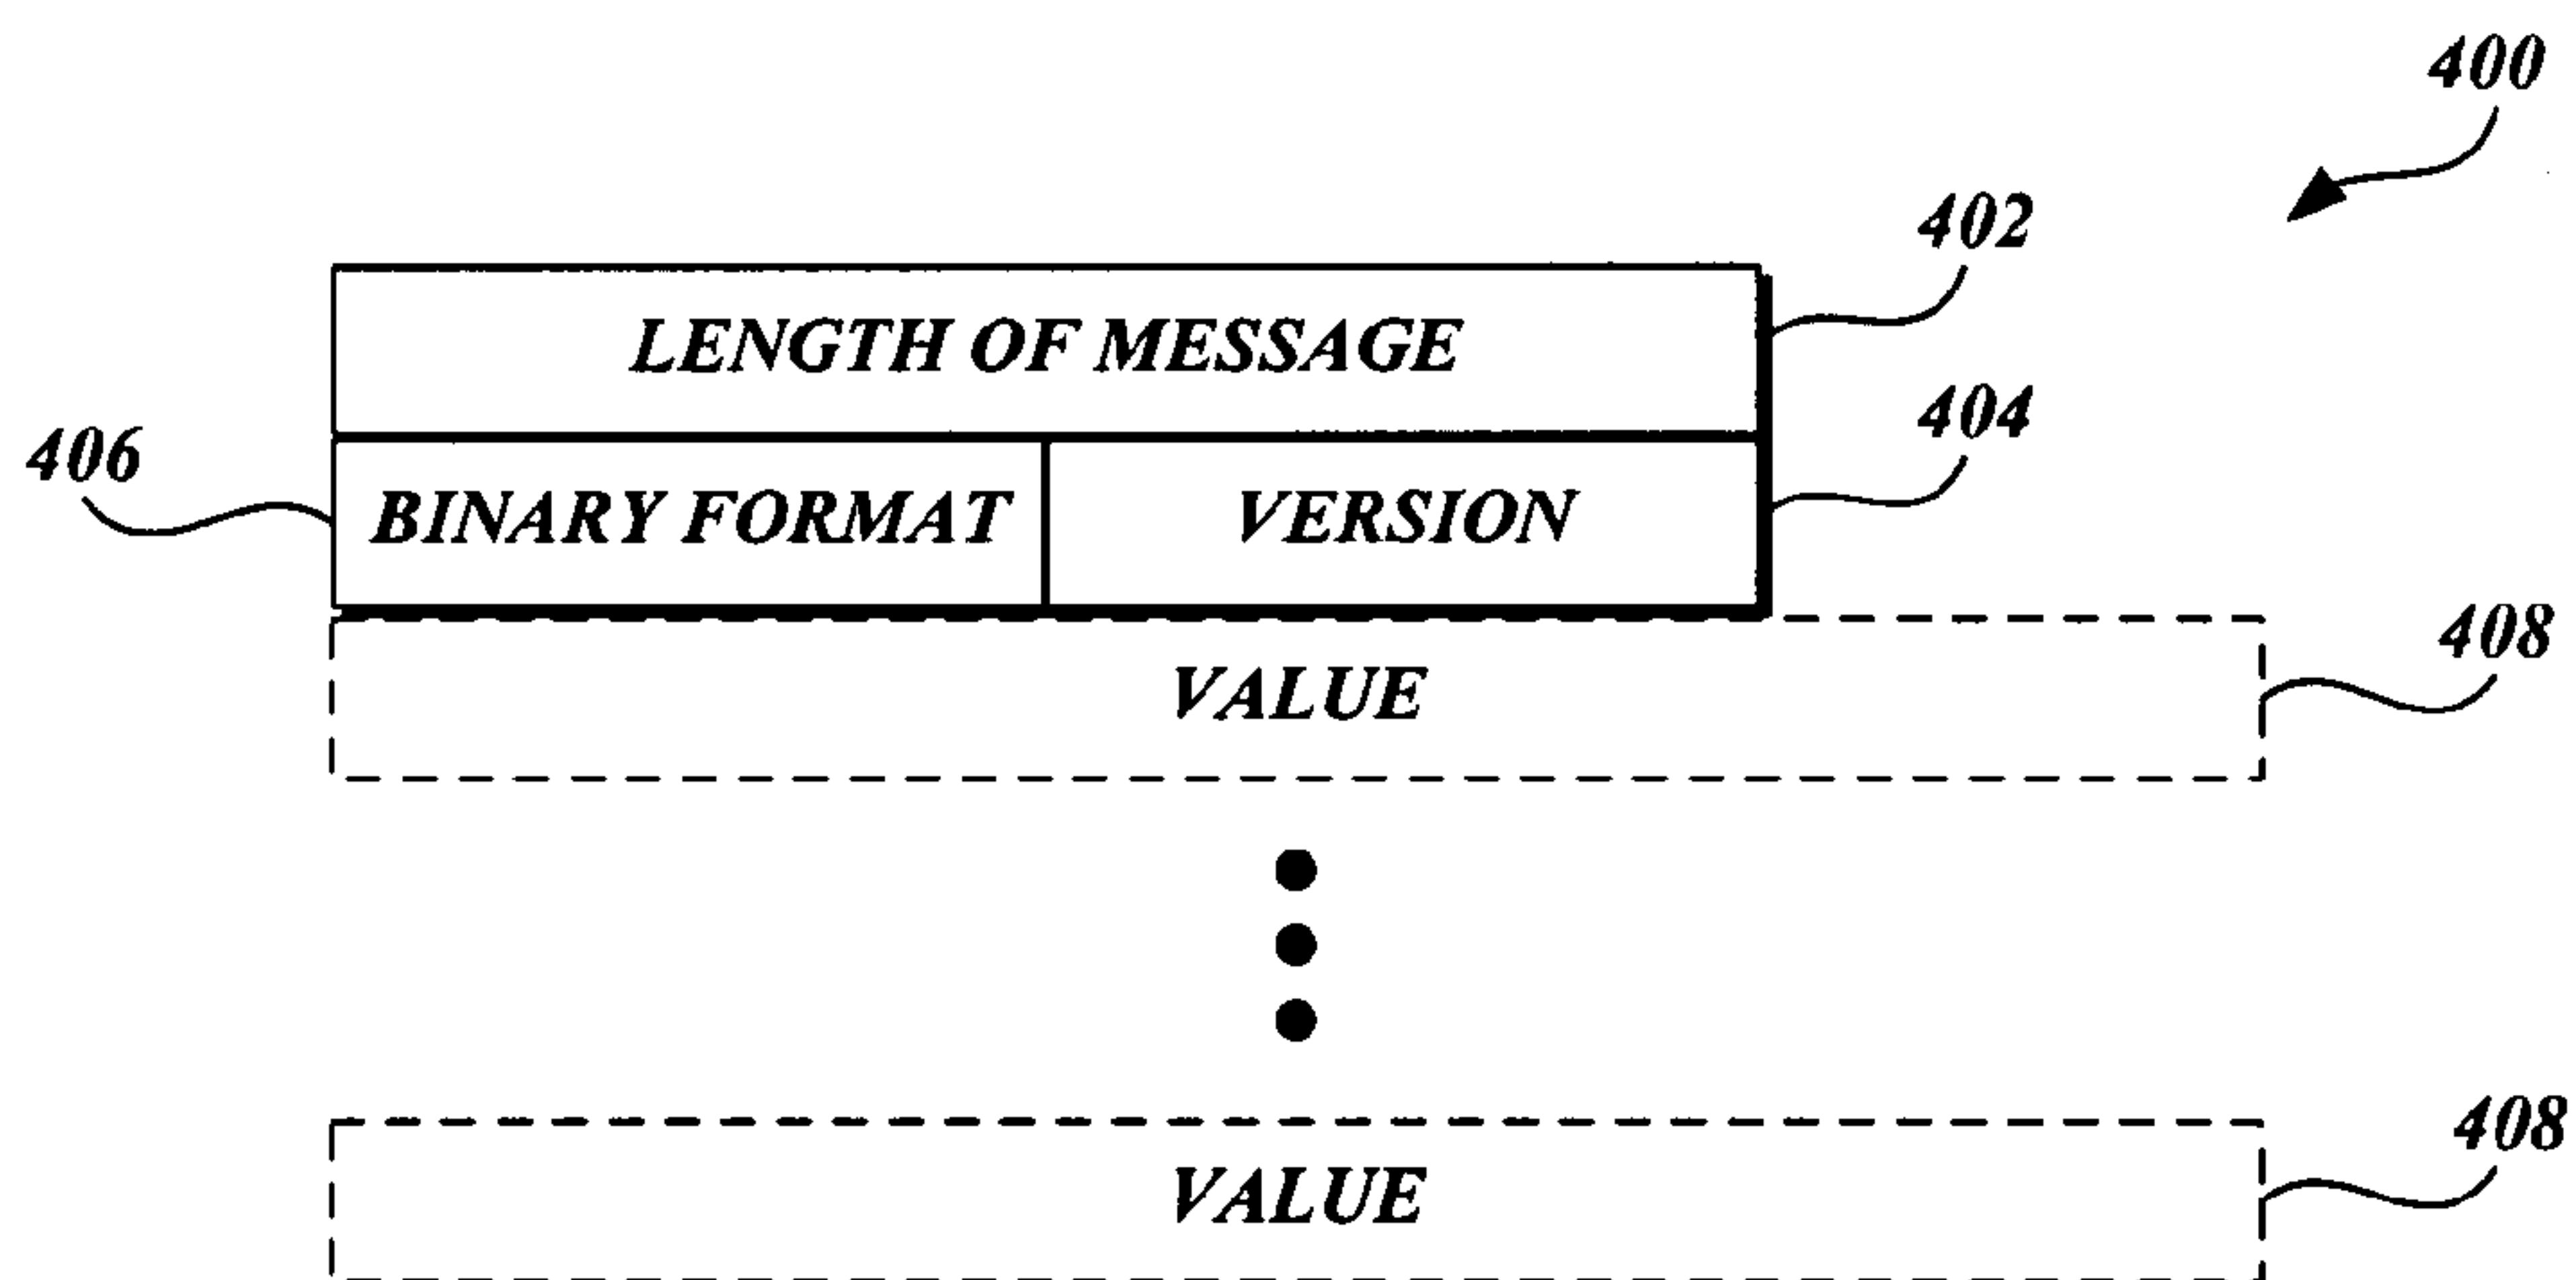 400
402
LENGTH OF MESSAGE
404
406
BINARY FORMAT VERSION
408
VALUE
408
VALUE